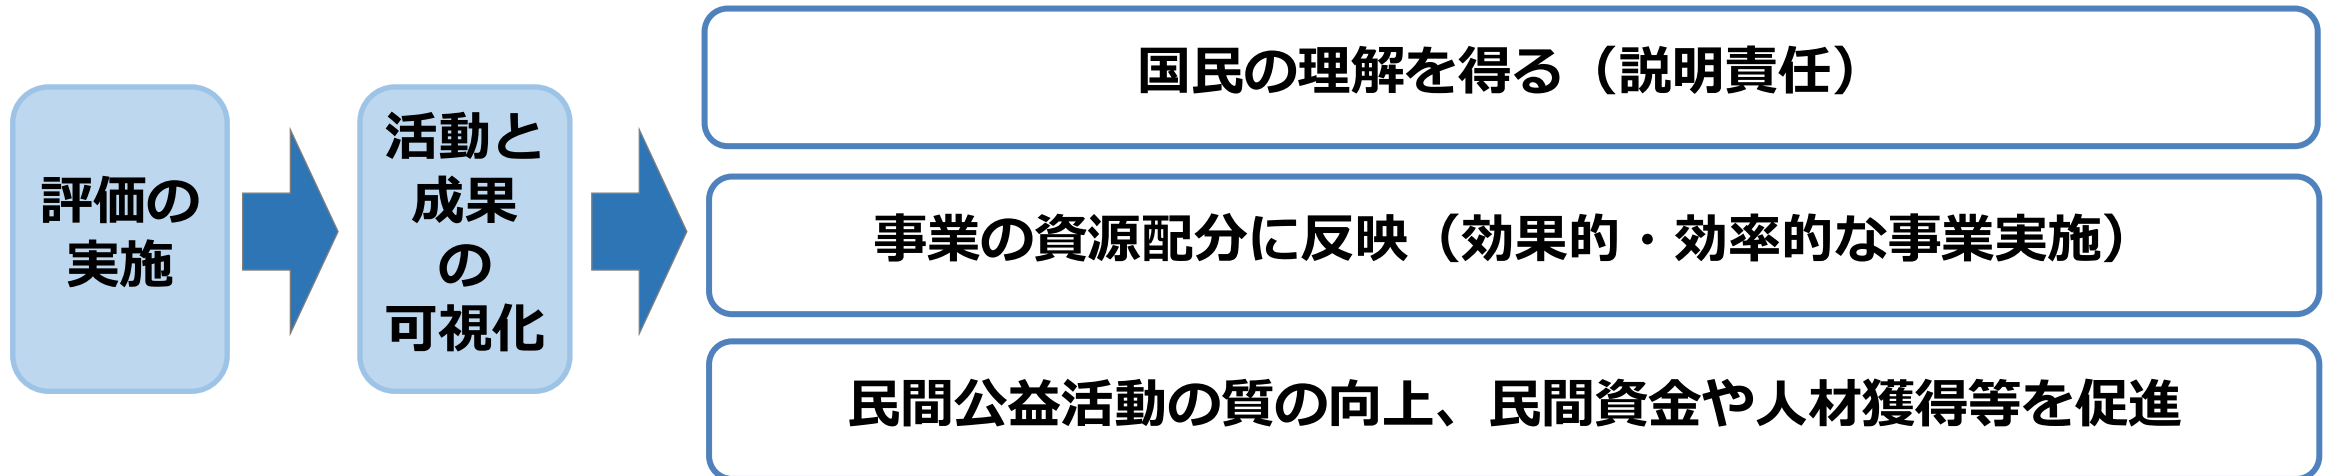 評価の
実施
活動と
成果
の
可視化
国民の理解を得る（説明責任）
事業の資源配分に反映（効果的・効率的な事業実施）
民間公益活動の質の向上、民間資金や人材獲得等を促進